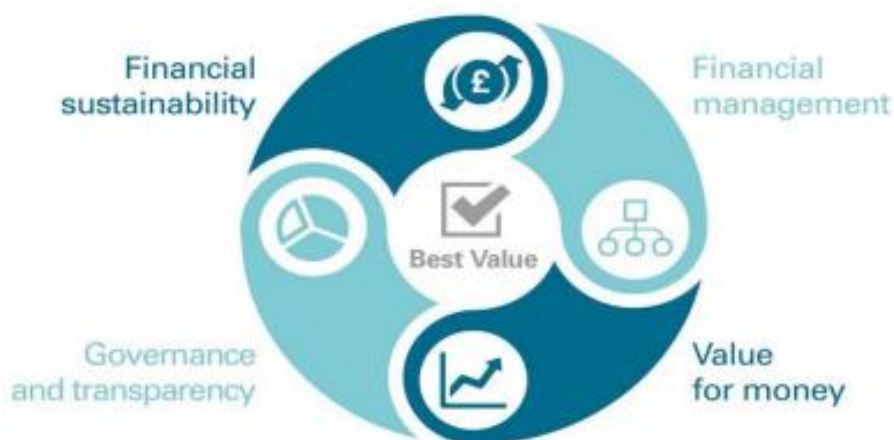 Financial
sustainability
£
Financial
management
Best Value
Governance
and transparency
Value
for money